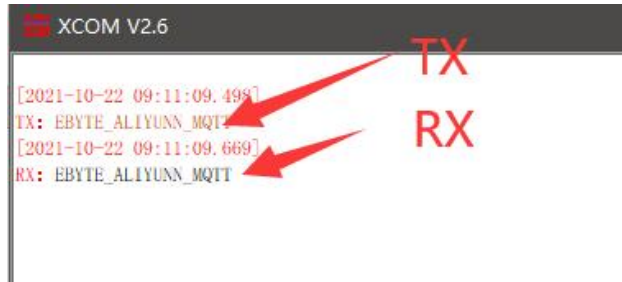 XCOM V2.6
TX
[2021-10-22 09:11:09.498]
TX: EBYTE_ALIYUNN_MQTT
RX
[2021-10-22 09:11:09.669]
RX: EBYTE_ALIYUNN_MQTT